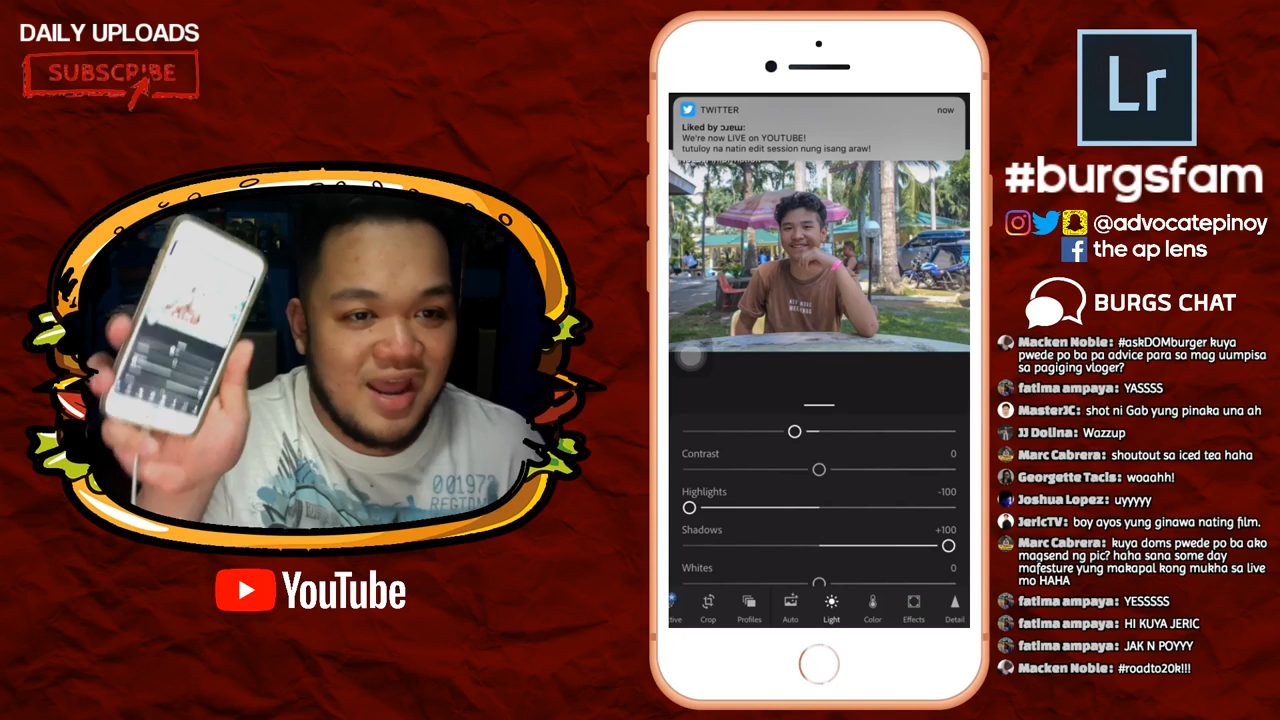 DAILY UPLOADS
SUBSCRIBE
001972
YouTube
TWITTER
now
Liked by
We're now LIVE on YOUTUBE!
tutuloy na natin edit session nung isang araw!
Contrast
0
Highlights
-100
Shadows
+100
Whites
0
Crop
Profiles
Auto
Light
Color
Effects
Detail
Lr
#burgsfam
@advocatepinoy
the ap lens
BURGS CHAT
Macken Noble: #askDOMburger kuya
pwede po ba pa advice para sa mag uumpisa
sa pagiging vloger?
fatima ampaya: YASSSS
MasterJC: shot ni Gab yung pinaka una ah
JJ Dolina: Wazzup
Marc Cabrera: shoutout sa iced tea haha
Georgette Tacis: woaahh!
Joshua Lopez: uyyyyy
JericTV: boy ayos yung ginawa nating film.
Marc Cabrera: kuya doms pwede po ba ako
magsend ng pic? haha sana some day
mafesture yung makapal kong mukha sa live
mo HAHA
fatima ampaya: YESSSSS
fatima ampaya: HI KUYA JERIC
fatima ampaya: JAK N POYYY
Macken Noble: #roadto20k!!!